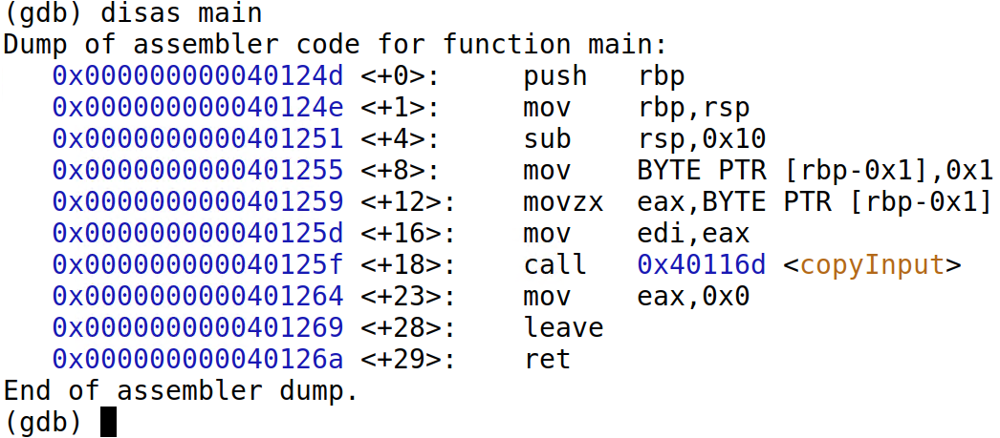 (gdb) disas main
Dump of assembler code for function main:
   0x000000000040124d <+0>:     push   rbp
   0x000000000040124e <+1>:     mov    rbp,rsp
   0x0000000000401251 <+4>:     sub    rsp,0x10
   0x0000000000401255 <+8>:     mov    BYTE PTR [rbp-0x1],0x1
   0x0000000000401259 <+12>:    movzx  eax,BYTE PTR [rbp-0x1]
   0x000000000040125d <+16>:    mov    edi,eax
   0x000000000040125f <+18>:    call   0x40116d <copyInput>
   0x0000000000401264 <+23>:    mov    eax,0x0
   0x0000000000401269 <+28>:    leave
   0x000000000040126a <+29>:    ret
End of assembler dump.
(gdb)